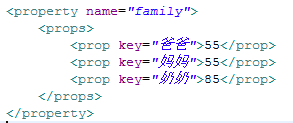 <property name="family">
<props>
<prop key="爸爸">55</prop>
<prop key="妈妈">55</prop>
<prop key="奶奶">85</prop>
</props>
</property>